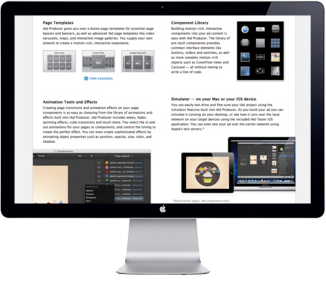 Page Templates
iAd Producer gives you a dozen page templates for essential page
layouts and banners, as well as advanced iAd page templates like video
carousels, maps, and interactive image galleries. You supply your own
artwork to create a motion-rich, interactive experience.
View templates
Animation Tools and Effects
Creating page transitions and animation effects on your page
components is as easy as choosing from the library of animations and
effects built into iAd Producer. iAd Producer includes wipes, fades,
spinning effects, cube transitions and much more. You select the in and
out animations for your pages or components, and control the timing to
create the perfect effect. You can even create sophisticated effects by
animating object properties such as position, opacity, size, color, and
shadow.
Component Library
Building motion-rich, interactive
components into your ad content is
easy with iAd Producer. The library of
pre-built components provides
common interface elements like
buttons, sliders and switches, as well
as more complex motion-rich
objects such as CoverFlow views and
Carousel — all without having to
write a line of code.
Simulator — on your Mac or your iOS device
You can easily test drive and fine-tune your iAd designs using the
simulator features built into iAd Producer. As you build your ad you can
simulate it running on your desktop, or see how it runs over the local
network on your target devices using the included iAd Tester iOS
application. You can even test your ad over the carrier network using
Apple's test servers.*